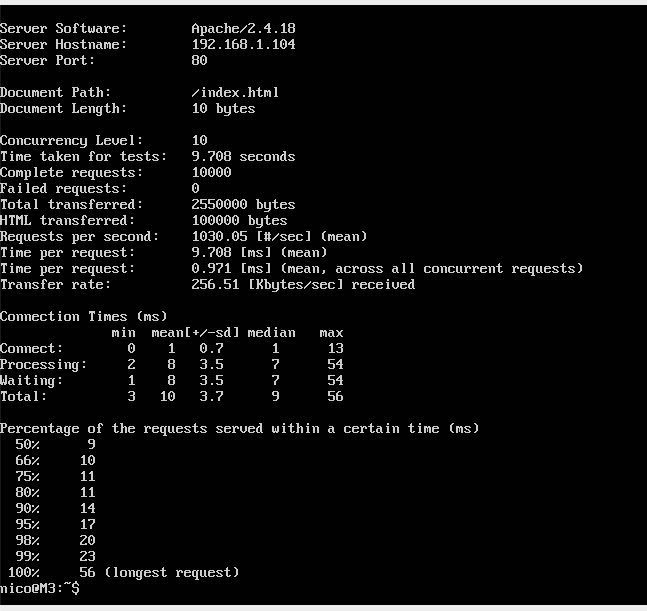 Server Software:        Apache/2.4.18
Server Hostname:        192.168.1.104
Server Port:            80
Document Path:          /index.html
Document Length:        10 bytes
Concurrency Level:      10
Time taken for tests:   9.708 seconds
Complete requests:      10000
Failed requests:        0
Total transferred:      2550000 bytes
HTML transferred:       100000 bytes
Requests per second:    1030.05 [#/sec] (mean)
Time per request:       9.708 [ms] (mean)
Time per request:       0.971 [ms] (mean, across all concurrent requests)
Transfer rate:          256.51 [Kbytes/sec] received
Connection Times (ms)
              min  mean[+/-sd] median   max
Connect:        0    1   0.7      1      13
Processing:     2    8   3.5      7      54
Waiting:        1    8   3.5      7      54
Total:          3   10   3.7      9      56
Percentage of the requests served within a certain time (ms)
  50%      9
  66%     10
  75%     11
  80%     11
  90%     14
  95%     17
  98%     20
  99%     23
 100%     56 (longest request)
nico@M3:~$